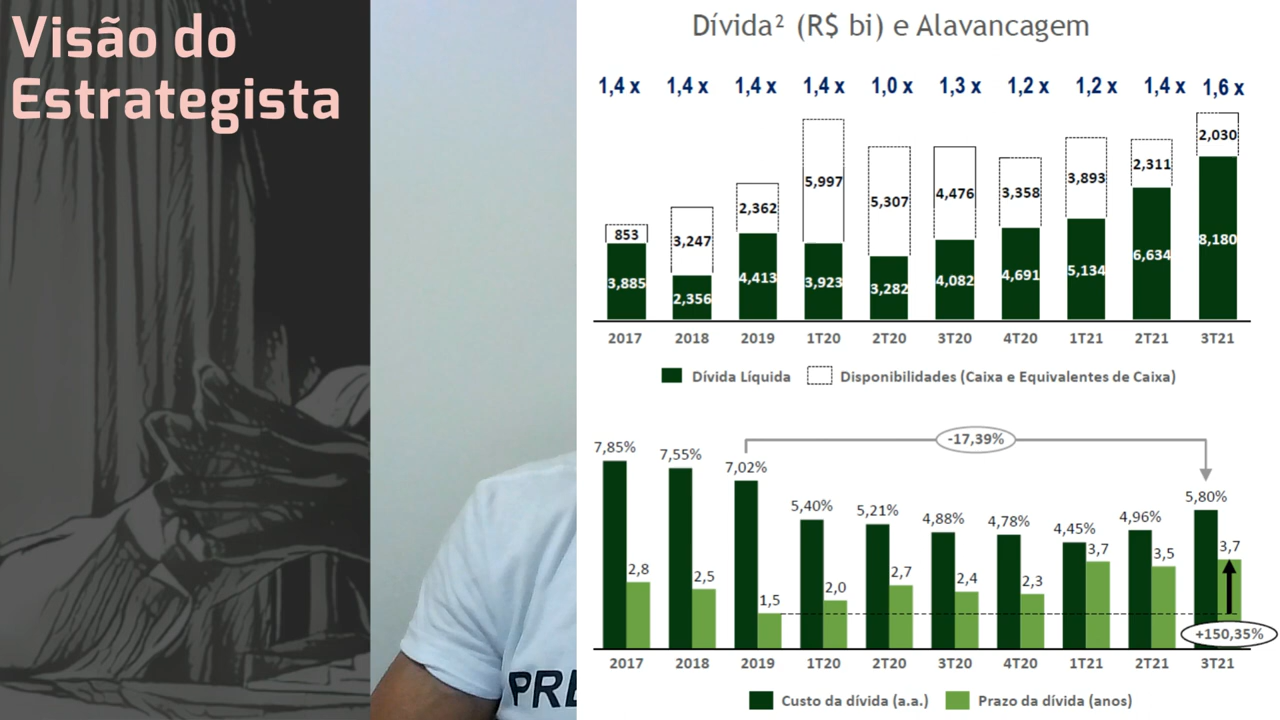 Visão do
Estrategista
Dívida² (R$ bi) e Alavancagem
1,4 x 1,4 x 1,4 x 1,4 x 1,0 x 1,3 x 1,2 x 1,2 x 1,4 x 1,6 x
853 3,247 2,362 5,997 5,307 4,476 3,358 3,893 2,311 2,030
3,885 2,356 4,413 3,923 3,282 4,082 4,691 5,134 6,634 8,180
2017 2018 2019 1T20 2T20 3T20 4T20 1T21 2T21 3T21
Dívida Líquida Disponibilidades (Caixa e Equivalentes de Caixa)
-17,39%
7,85% 7,55% 7,02% 5,40% 5,21% 4,88% 4,78% 4,45% 4,96% 5,80%
2,8 2,5 1,5 2,0 2,7 2,4 2,3 3,7 3,5 3,7
+150,35%
2017 2018 2019 1T20 2T20 3T20 4T20 1T21 2T21 3T21
Custo da dívida (a.a.) Prazo da dívida (anos)